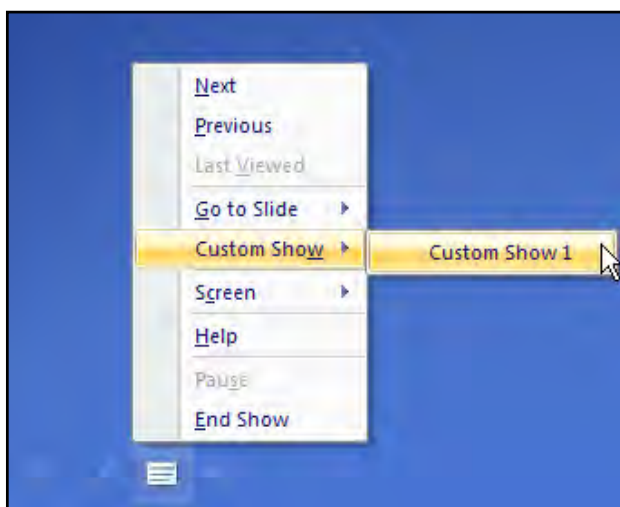 Next
Previous
Last Viewed
Go to Slide
Custom Show
Custom Show 1
Screen
Help
Pause
End Show